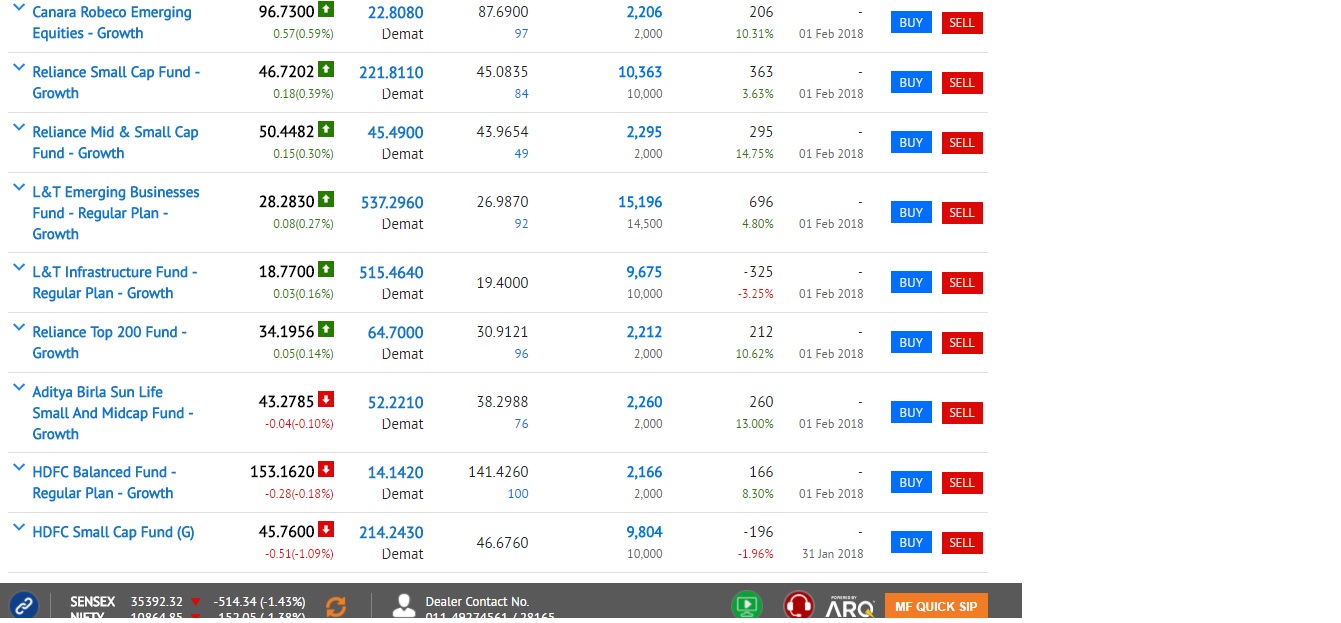 Canara Robeco Emerging 96.7300 22.8080 87.6900 2,206 206 - BUY SELL
Equities - Growth 0.57(0.59%) Demat 97 2,000 10.31% 01 Feb 2018
Reliance Small Cap Fund - 46.7202 221.8110 45.0835 10,363 363 - BUY SELL
Growth 0.18(0.39%) Demat 84 10,000 3.63% 01 Feb 2018
Reliance Mid & Small Cap 50.4482 45.4900 43.9654 2,295 295 - BUY SELL
Fund - Growth 0.15(0.30%) Demat 49 2,000 14.75% 01 Feb 2018
L&T Emerging Businesses
Fund - Regular Plan - 28.2830 537.2960 26.9870 15,196 696 - BUY SELL
Growth 0.08(0.27%) Demat 92 14,500 4.80% 01 Feb 2018
L&T Infrastructure Fund - 18.7700 515.4640 19.4000 9,675 -325 - BUY SELL
Regular Plan - Growth 0.03(0.16%) Demat 10,000 -3.25% 01 Feb 2018
Reliance Top 200 Fund - 34.1956 64.7000 30.9121 2,212 212 - BUY SELL
Growth 0.05(0.14%) Demat 96 2,000 10.62% 01 Feb 2018
Aditya Birla Sun Life
Small And Midcap Fund - 43.2785 52.2210 38.2988 2,260 260 - BUY SELL
Growth -0.04(-0.10%) Demat 76 2,000 13.00% 01 Feb 2018
HDFC Balanced Fund - 153.1620 14.1420 141.4260 2,166 166 - BUY SELL
Regular Plan - Growth -0.28(-0.18%) Demat 100 2,000 8.30% 01 Feb 2018
HDFC Small Cap Fund (G) 45.7600 214.2430 46.6760 9,804 -196 - BUY SELL
-0.51(-1.09%) Demat 10,000 -1.96% 31 Jan 2018
SENSEX 35392.32 -514.34 (-1.43%) Dealer Contact No. POWERED BY ARQ MF QUICK SIP
NIFTY 10864.85 -152.05 (-1.38%) 011-49274561 / 28165